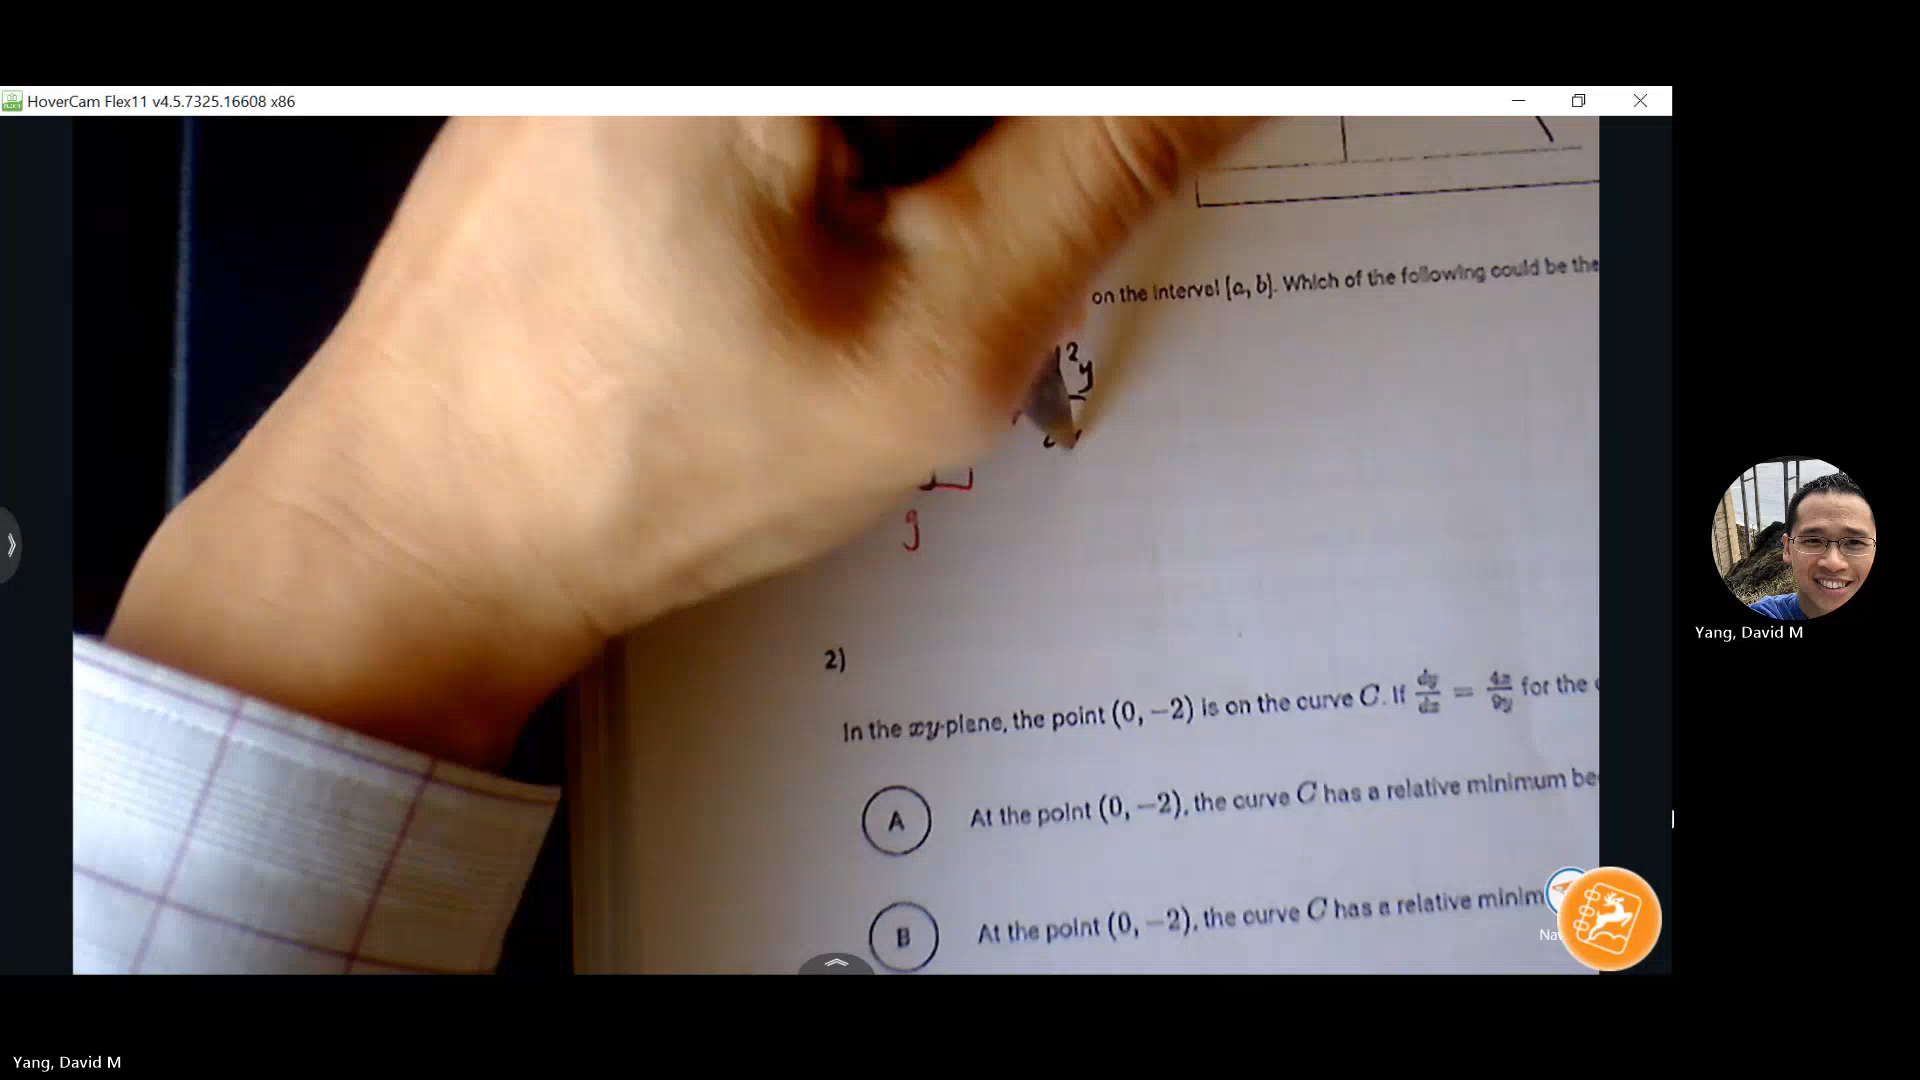 HoverCam Flex11 v4.5.7325.16608 x86
on the interval [a, b]. Which of the following could be the
2y
g
2)
In the xy-plane, the point (0, −2) is on the curve C. If dy/dx = 4x/9y for the
A At the point (0, −2), the curve C has a relative minimum be
B At the point (0, −2), the curve C has a relative minim
Yang, David M
Yang, David M